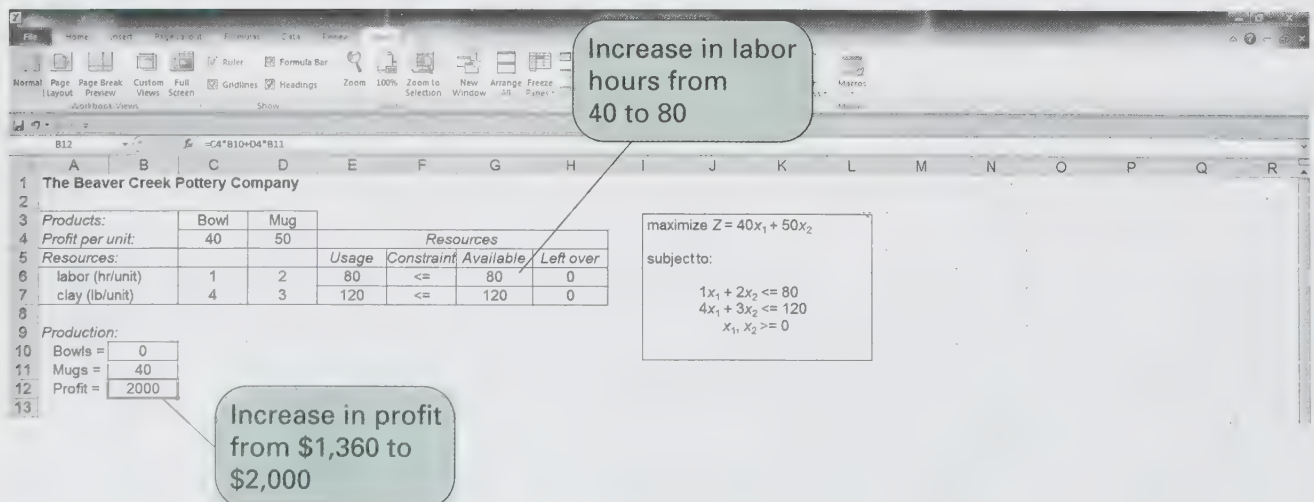 File Home Insert Page Layout Formulas Data Review
Ruler Formula Bar
Normal Page Layout Page Break Preview Custom Views Full Screen Gridlines Headings Zoom 100% Zoom to Selection New Window Arrange All Freeze Panes Macros
Workbook Views Show Macros
B12 fx =C4*B10+D4*B11
A B C D E F G H I J K L M N O P Q R
1 The Beaver Creek Pottery Company
2
3 Products: Bowl Mug
4 Profit per unit: 40 50 Resources
5 Resources: Usage Constraint Available Left over
6 labor (hr/unit) 1 2 80 <= 80 0
7 clay (lb/unit) 4 3 120 <= 120 0
8
9 Production:
10 Bowls = 0
11 Mugs = 40
12 Profit = 2000
13
maximize Z = 40x₁ + 50x₂
subject to:
1x₁ + 2x₂ <= 80
4x₁ + 3x₂ <= 120
x₁, x₂ >= 0
Increase in labor
hours from
40 to 80
Increase in profit
from $1,360 to
$2,000